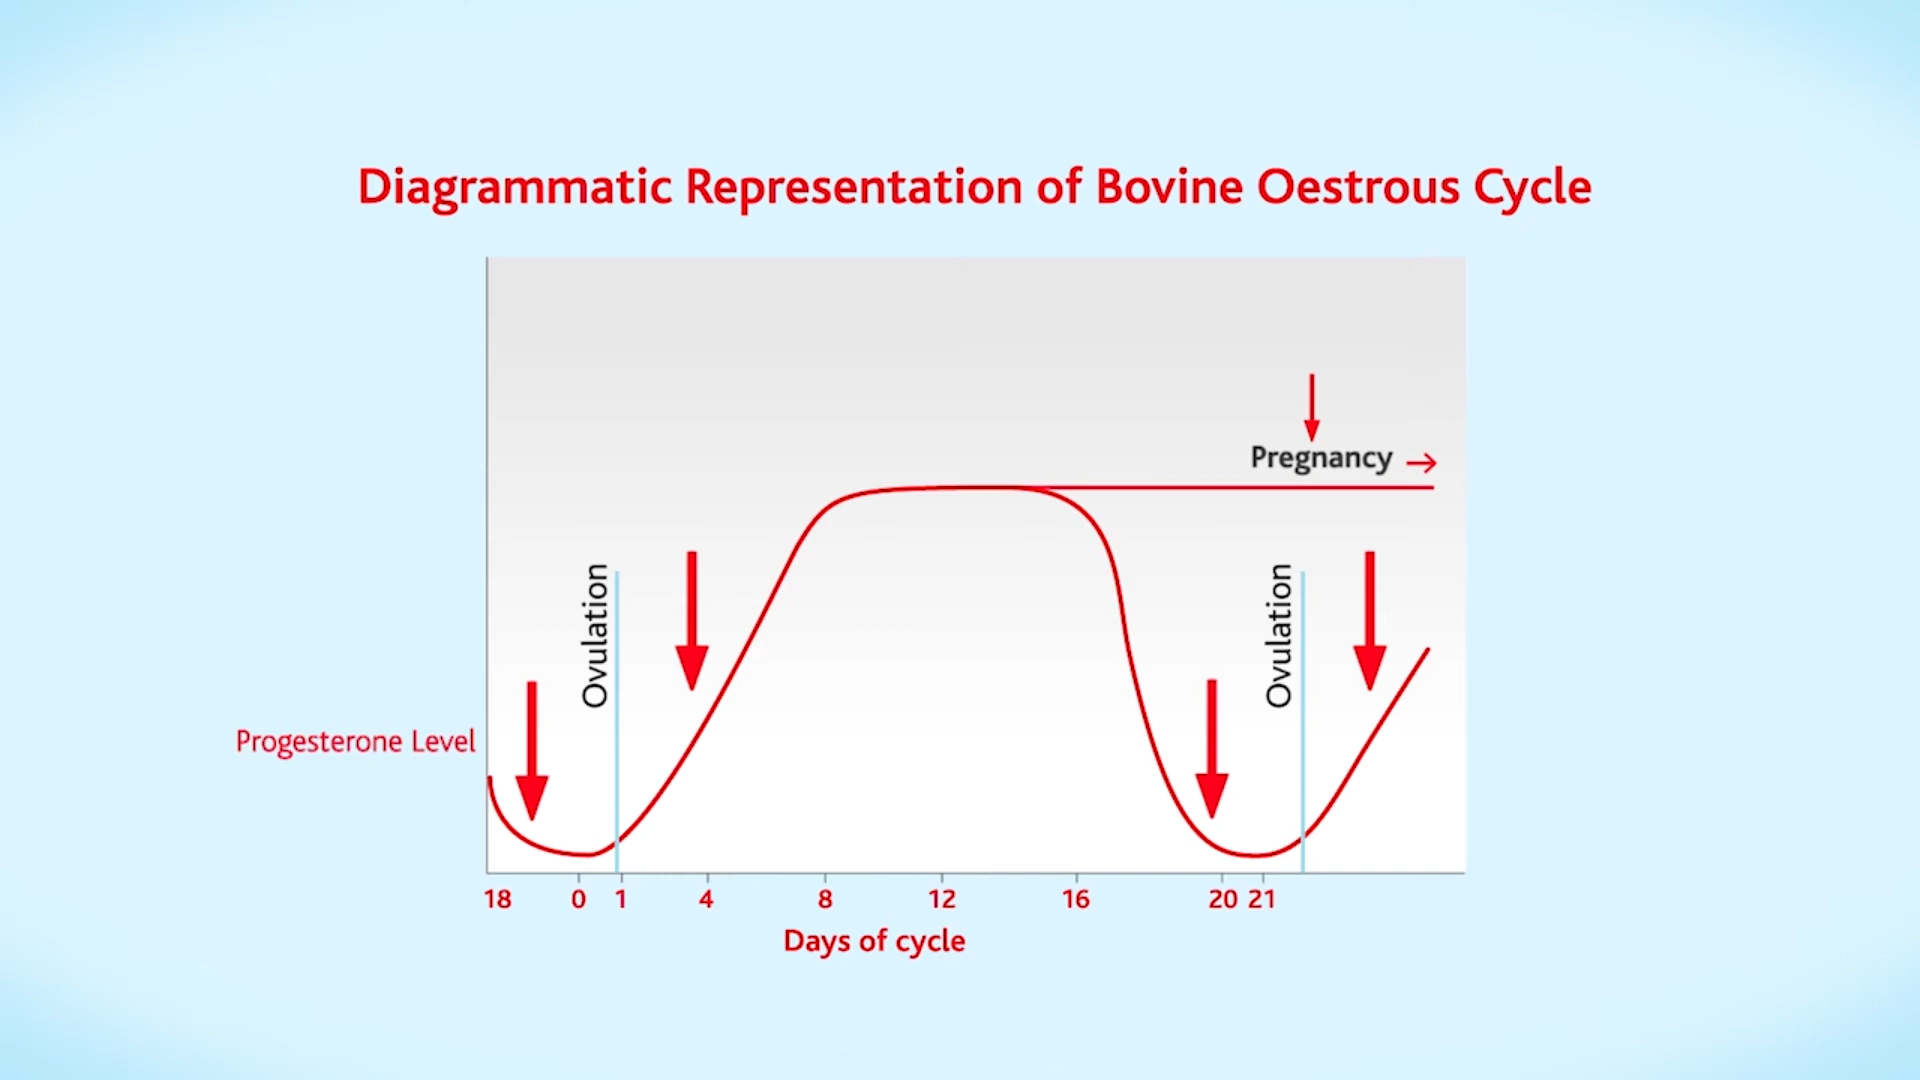 Diagrammatic Representation of Bovine Oestrous Cycle
Pregnancy
Ovulation
Ovulation
Progesterone Level
18 0 1 4 8 12 16 20 21
Days of cycle